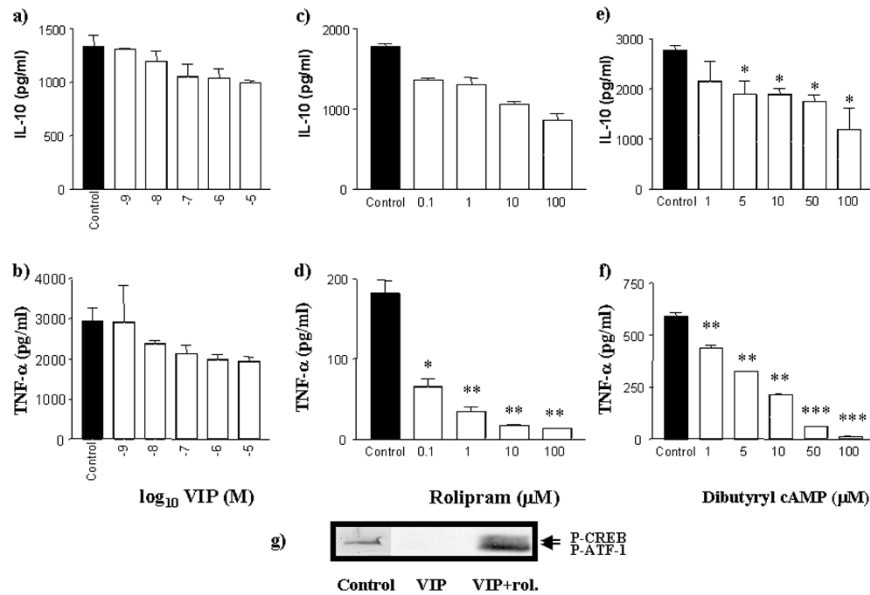 a)
IL-10 (pg/ml)
1500
1000
500
0
Control
-9
-8
-7
-6
-5
c)
IL-10 (pg/ml)
2000
1000
0
Control 0.1 1 10 100
e)
IL-10 (pg/ml)
3000
2000
1000
0
* * * *
Control 1 5 10 50 100
b)
TNF-α (pg/ml)
4000
3000
2000
1000
0
Control
-9
-8
-7
-6
-5
log10 VIP (M)
d)
TNF-α (pg/ml)
200
100
0
* ** ** **
Control 0.1 1 10 100
Rolipram (μM)
f)
TNF-α (pg/ml)
750
500
250
0
** ** ** *** ***
Control 1 5 10 50 100
Dibutyryl cAMP (μM)
g)
P-CREB
P-ATF-1
Control VIP VIP+rol.